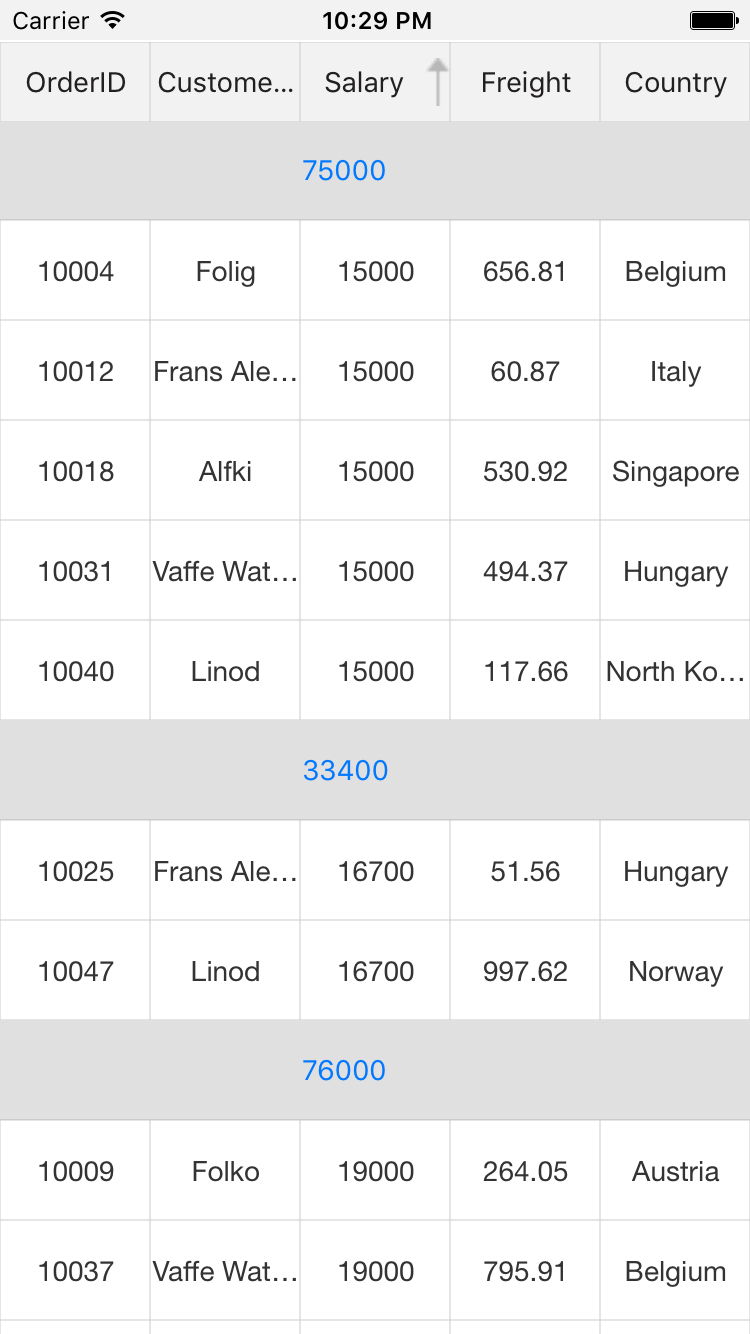 Carrier 10:29 PM
OrderID Custome... Salary Freight Country
75000
10004 Folig 15000 656.81 Belgium
10012 Frans Ale... 15000 60.87 Italy
10018 Alfki 15000 530.92 Singapore
10031 Vaffe Wat... 15000 494.37 Hungary
10040 Linod 15000 117.66 North Ko...
33400
10025 Frans Ale... 16700 51.56 Hungary
10047 Linod 16700 997.62 Norway
76000
10009 Folko 19000 264.05 Austria
10037 Vaffe Wat... 19000 795.91 Belgium